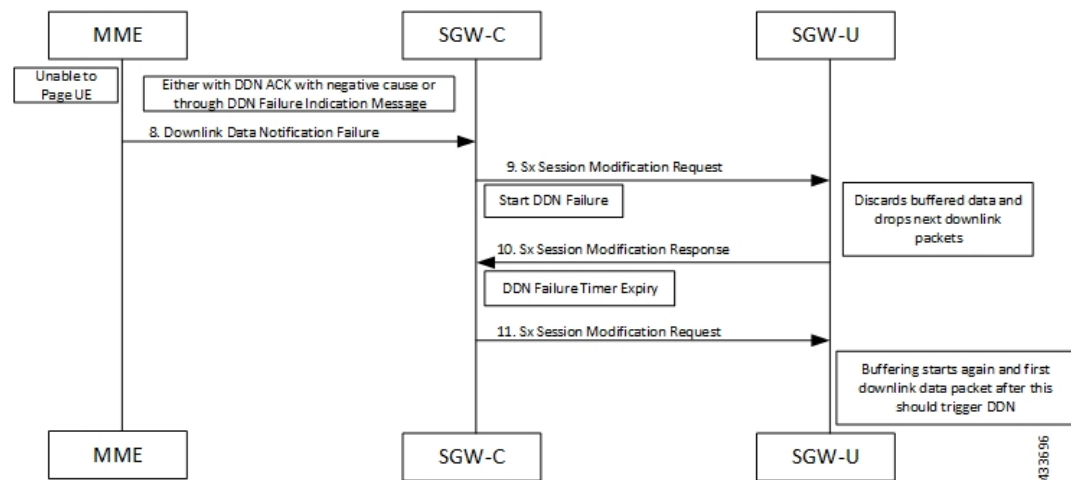 MME
SGW-C
SGW-U
Unable to
Page UE
Either with DDN ACK with negative cause or
through DDN Failure Indication Message
8. Downlink Data Notification Failure
9. Sx Session Modification Request
Start DDN Failure
Discards buffered data and
drops next downlink
packets
10. Sx Session Modification Response
DDN Failure Timer Expiry
11. Sx Session Modification Request
Buffering starts again and first
downlink data packet after this
should trigger DDN
MME
SGW-C
SGW-U
433696